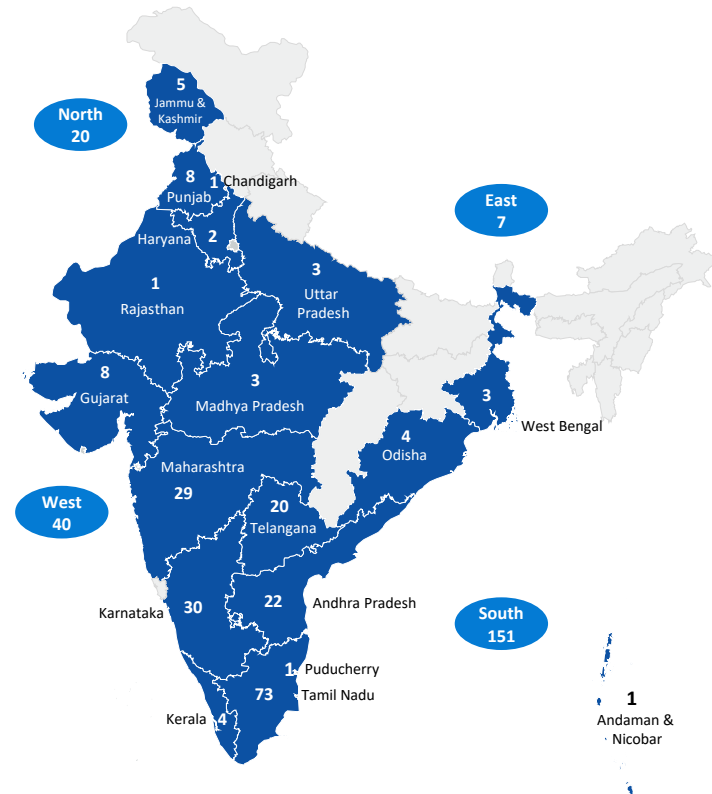 5
Jammu &
Kashmir
North
20
8
Punjab
1
Chandigarh
Haryana
2
East
7
1
Rajasthan
3
Uttar
Pradesh
8
Gujarat
3
Madhya Pradesh
3
West Bengal
4
Odisha
Maharashtra
29
West
40
20
Telangana
Karnataka
30
22
Andhra Pradesh
South
151
1
Puducherry
73
Tamil Nadu
Kerala
4
1
Andaman &
Nicobar